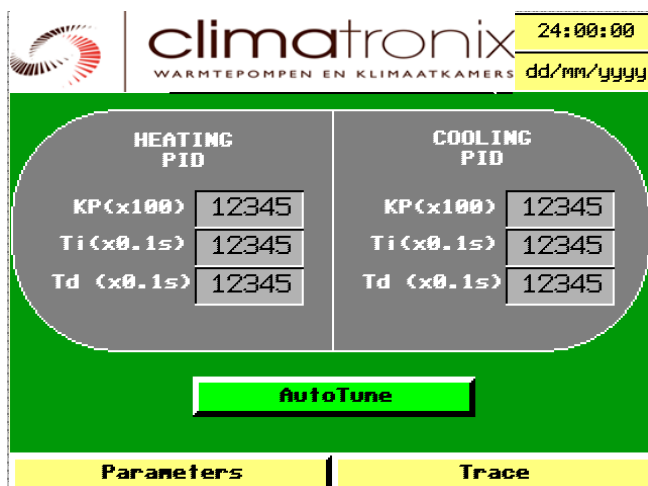 climatronix
WARMTEPOMPEN EN KLIMAATKAMERS
24:00:00
dd/mm/yyyy
HEATING
PID
KP(x100) 12345
Ti(x0.1s) 12345
Td (x0.1s) 12345
COOLING
PID
KP(x100) 12345
Ti(x0.1s) 12345
Td (x0.1s) 12345
AutoTune
Parameters
Trace